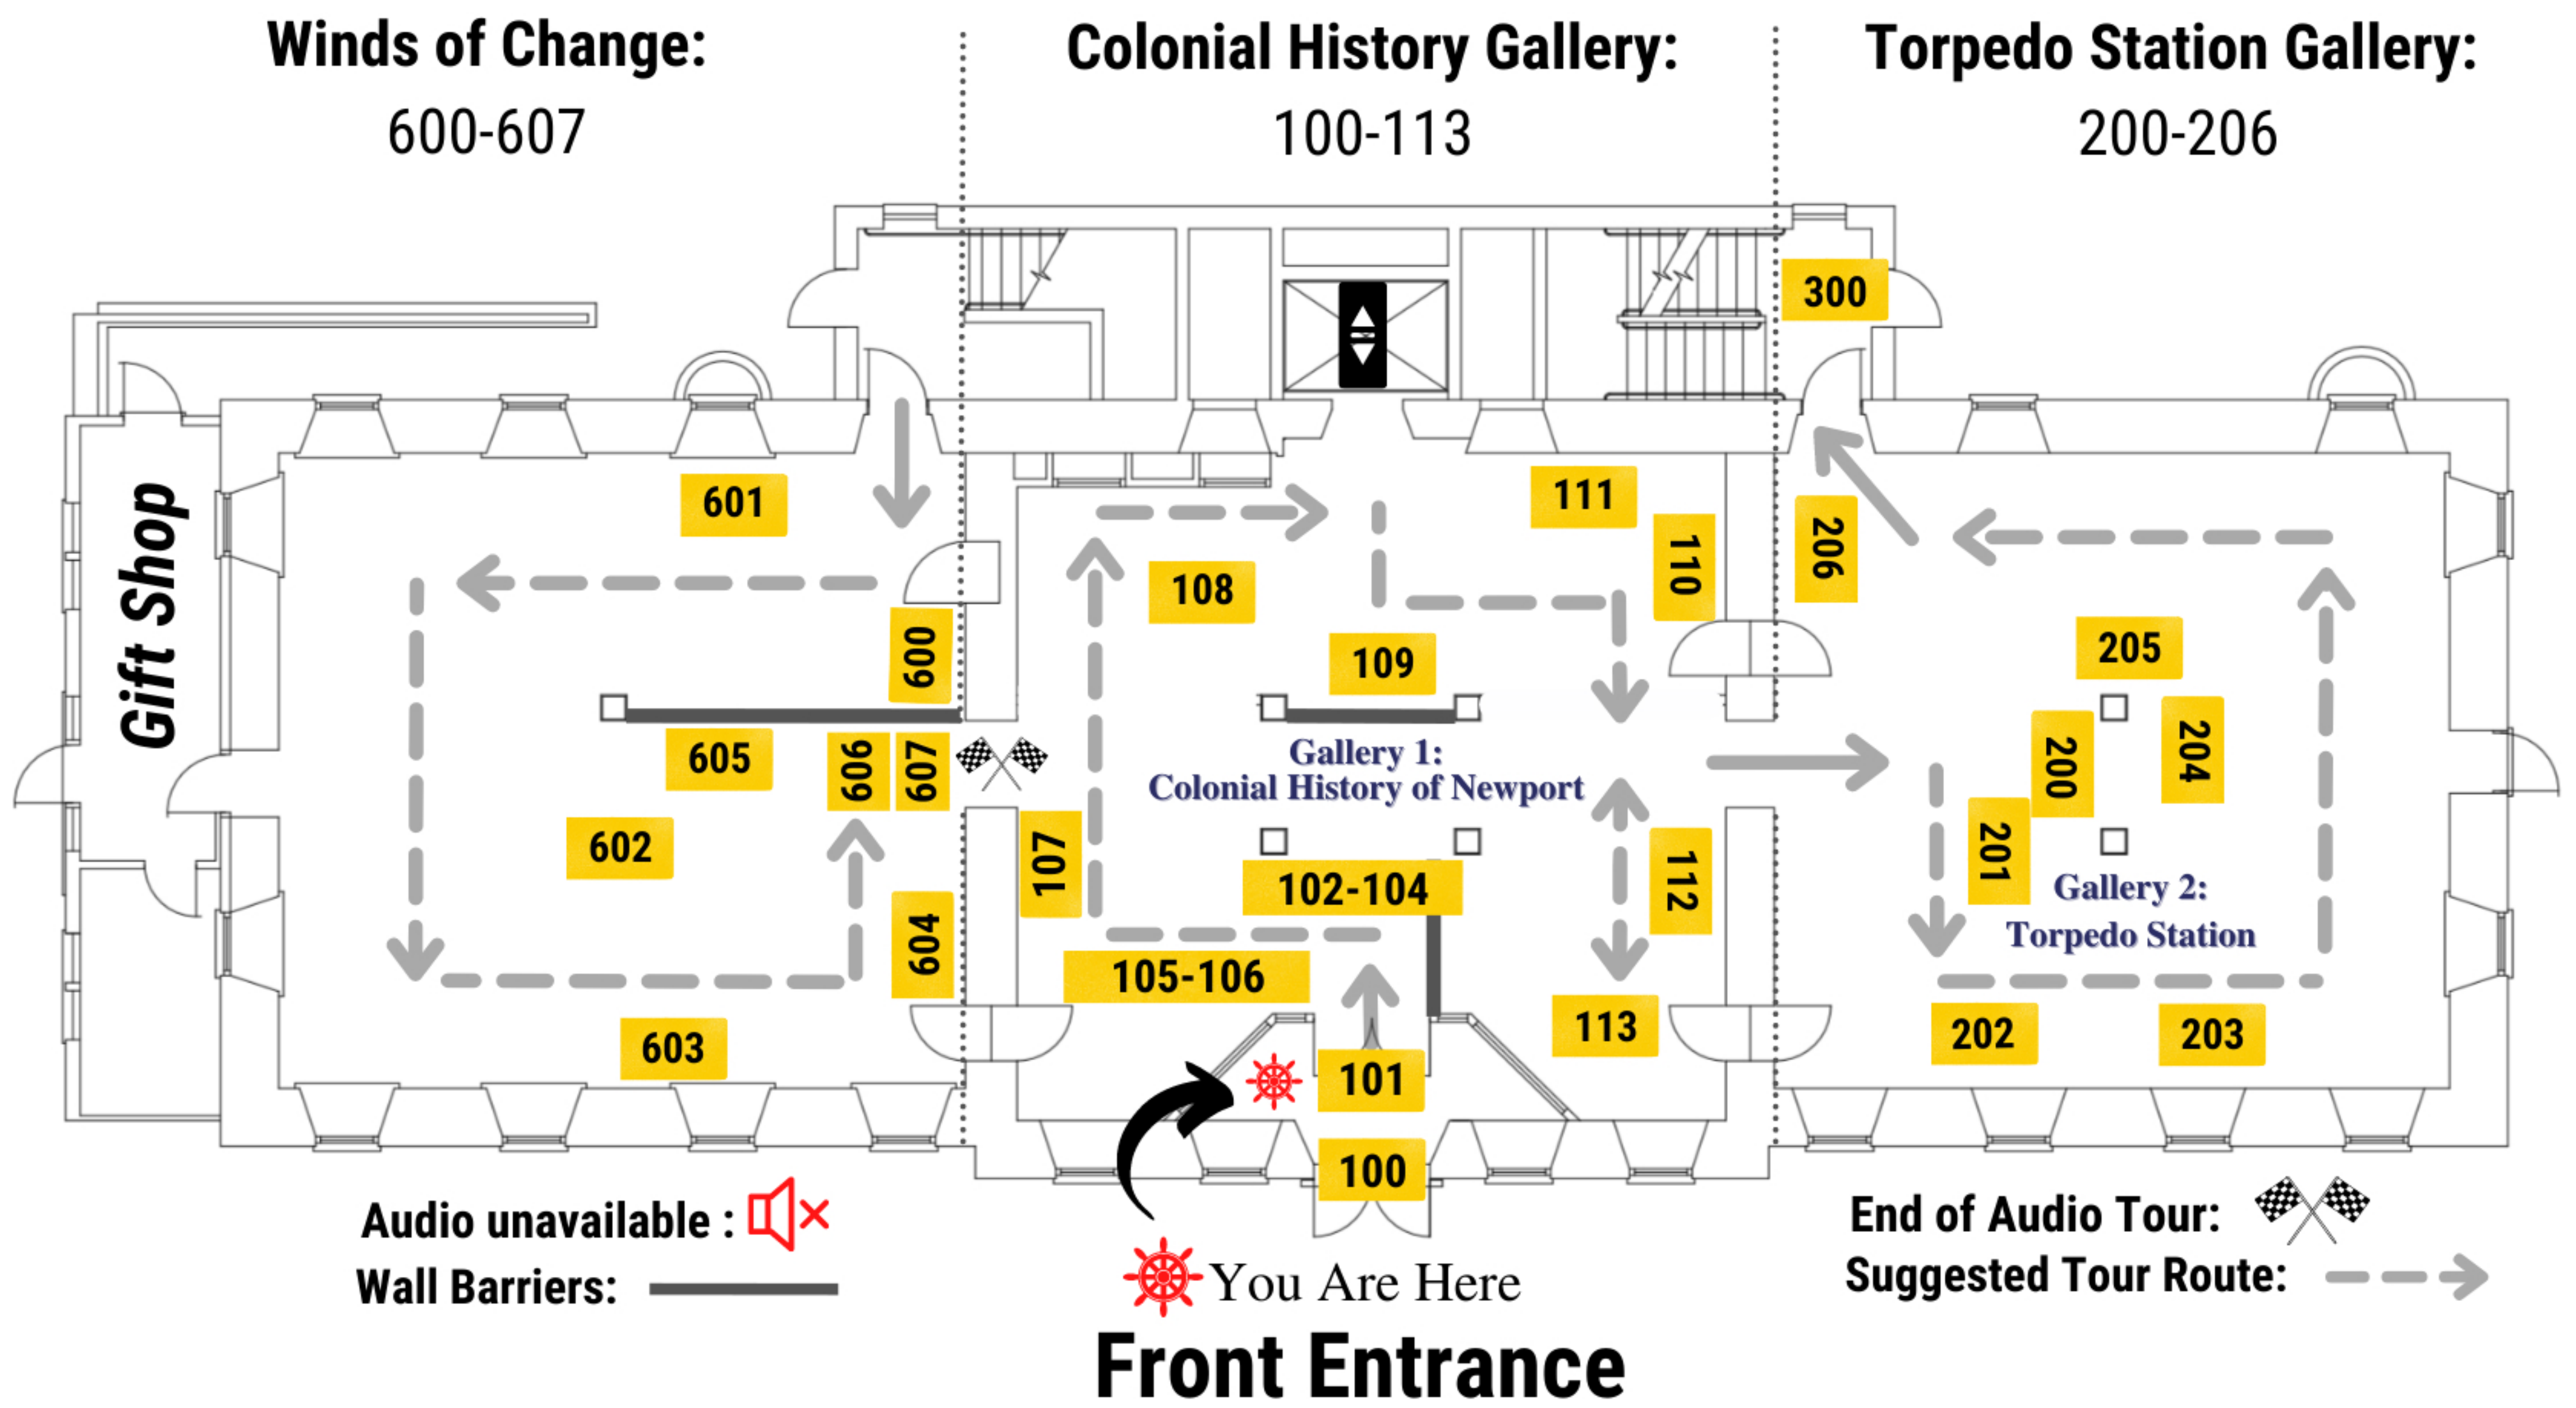 Winds of Change:
600-607
Colonial History Gallery:
100-113
Torpedo Station Gallery:
200-206
300
601
111
110
206
Gift Shop
108
600
109
205
605
606
607
Gallery 1:
Colonial History of Newport
200
204
602
107
102-104
112
201
Gallery 2:
Torpedo Station
604
105-106
603
113
202
203
101
100
Audio unavailable :
Wall Barriers:
You Are Here
Front Entrance
End of Audio Tour:
Suggested Tour Route: